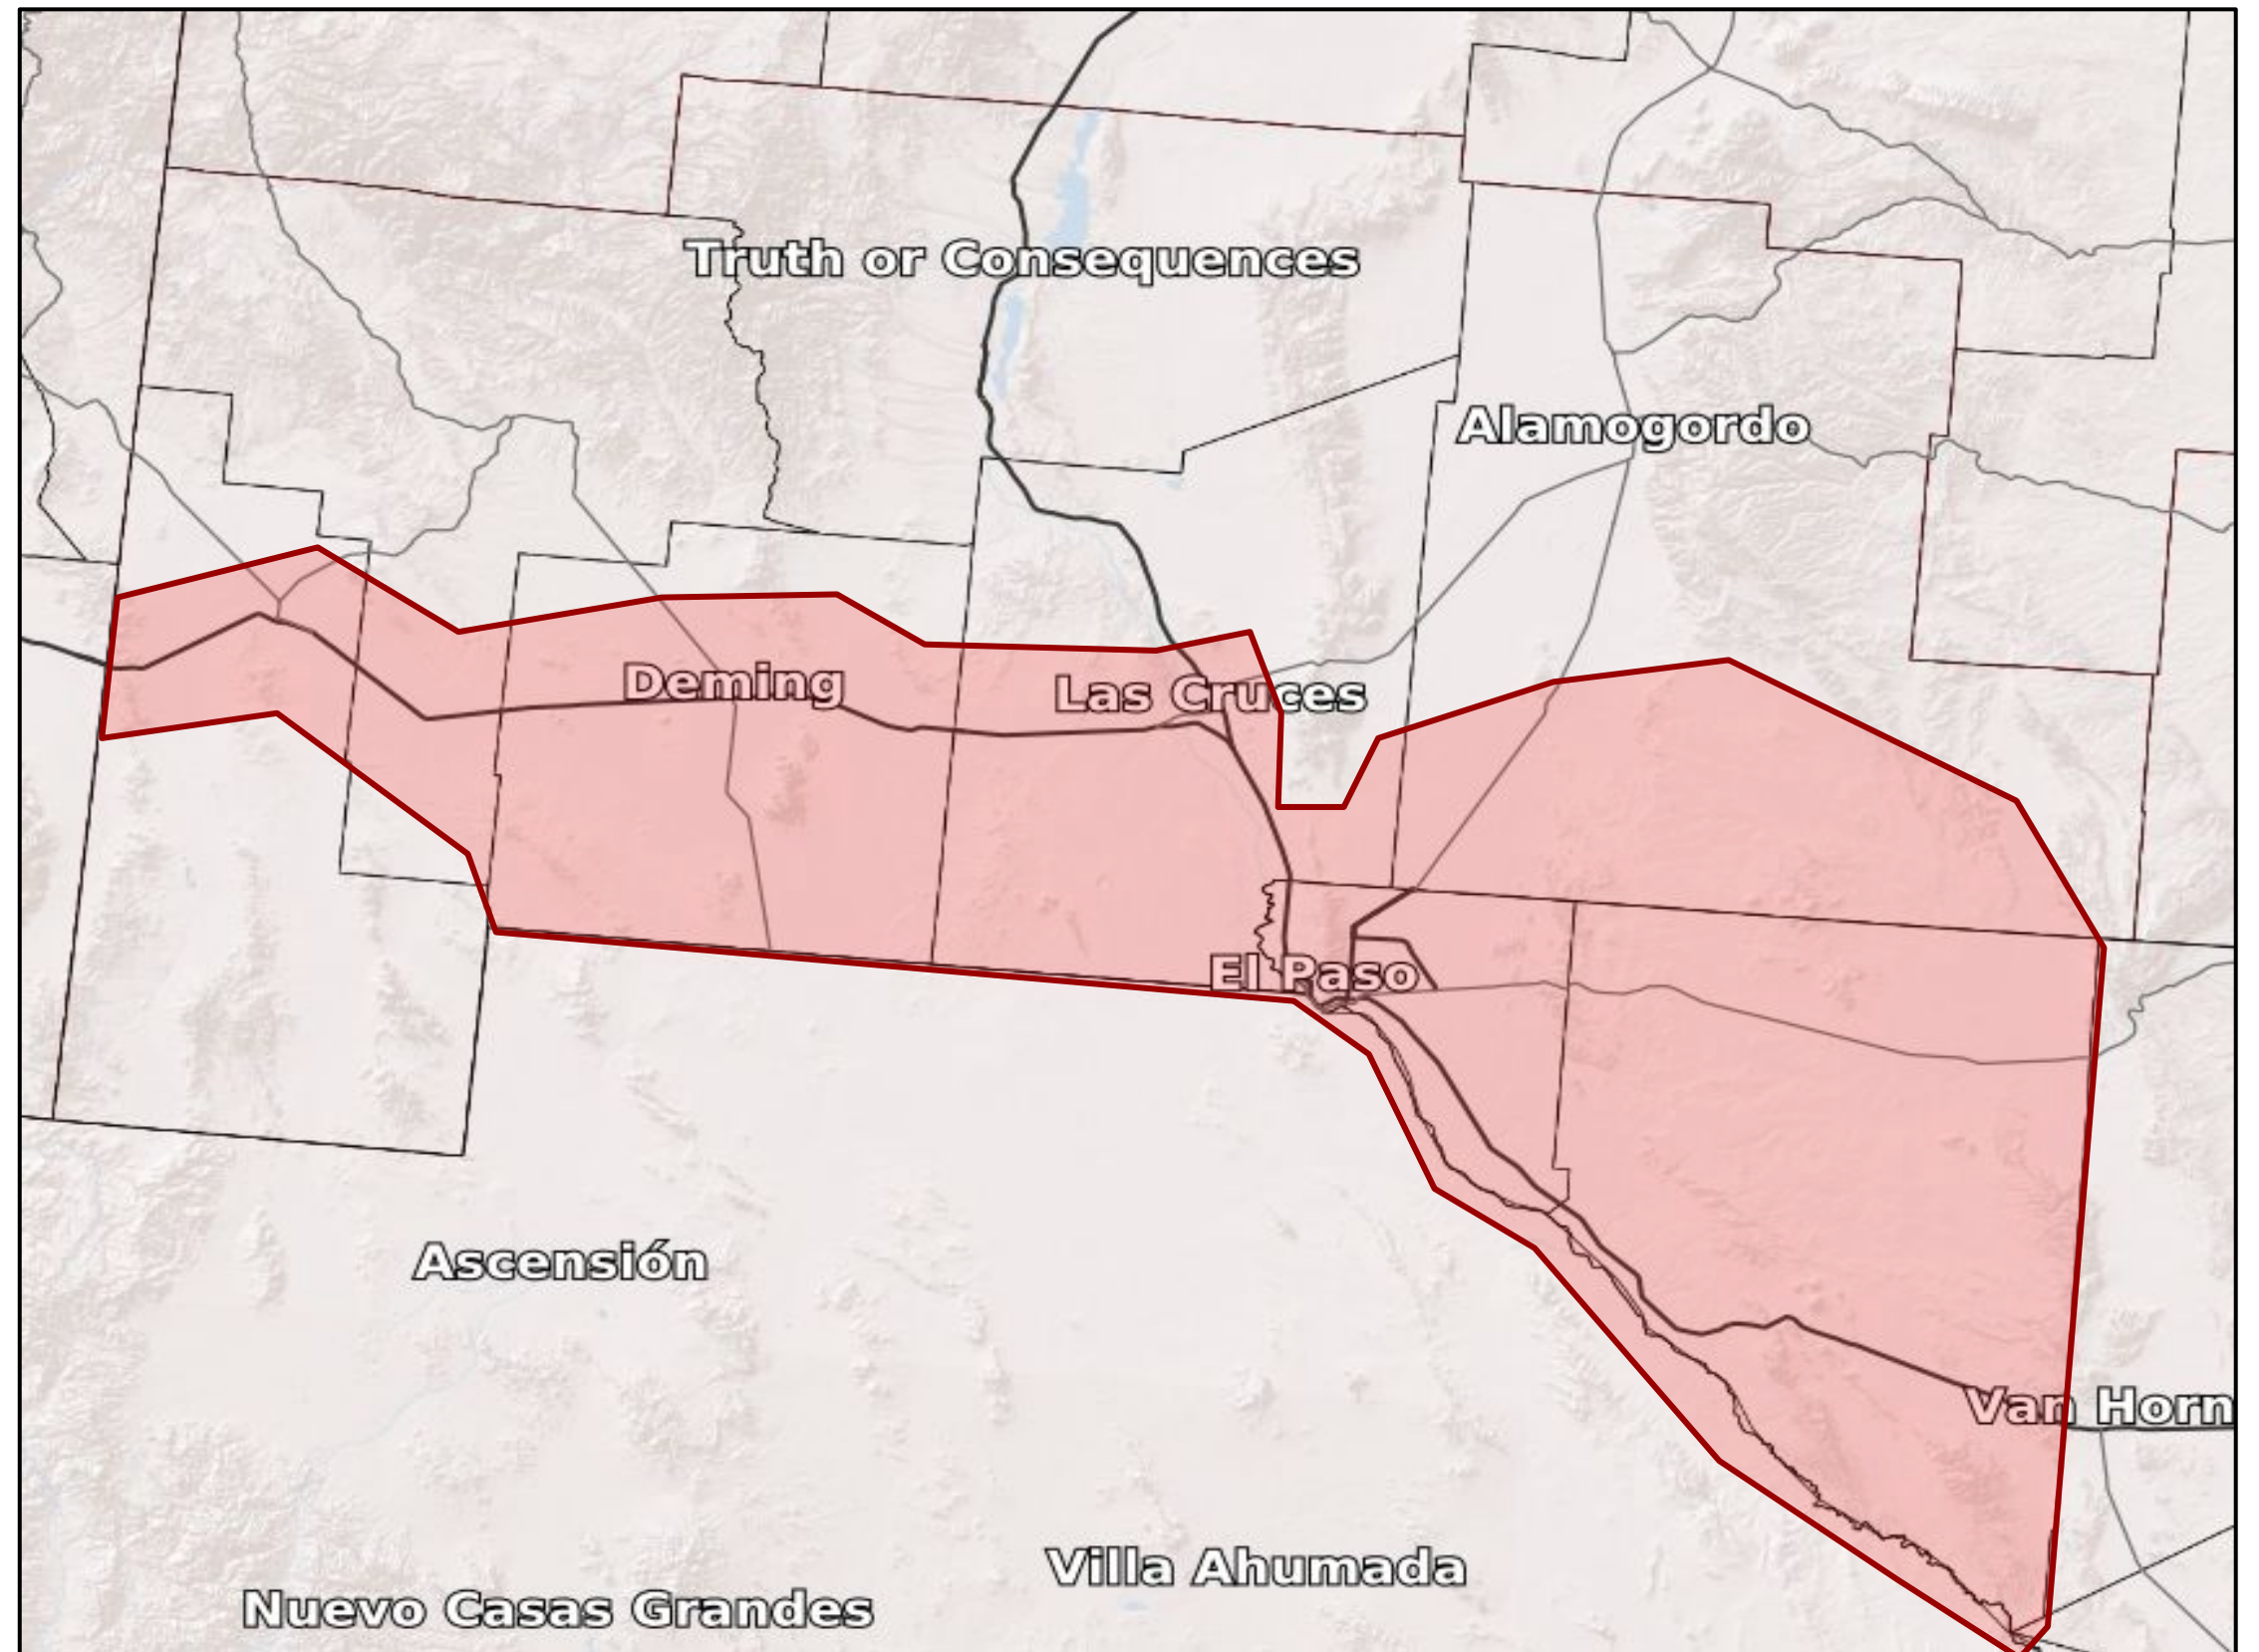 Truth or Consequences
Alamogordo
Deming
Las Cruces
El Paso
Ascensión
Van Horn
Villa Ahumada
Nuevo Casas Grandes